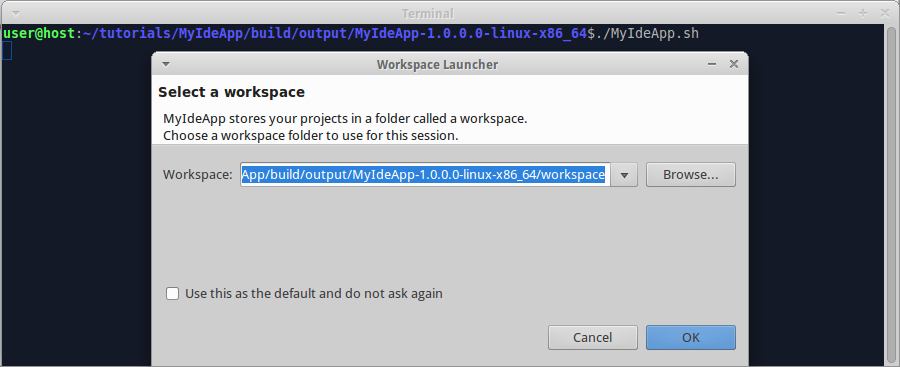 Terminal
user@host:~/tutorials/MyIdeApp/build/output/MyIdeApp-1.0.0.0-linux-x86_64$./MyIdeApp.sh
Workspace Launcher
Select a workspace
MyIdeApp stores your projects in a folder called a workspace.
Choose a workspace folder to use for this session.
Workspace: App/build/output/MyIdeApp-1.0.0.0-linux-x86_64/workspace Browse...
Use this as the default and do not ask again
Cancel OK